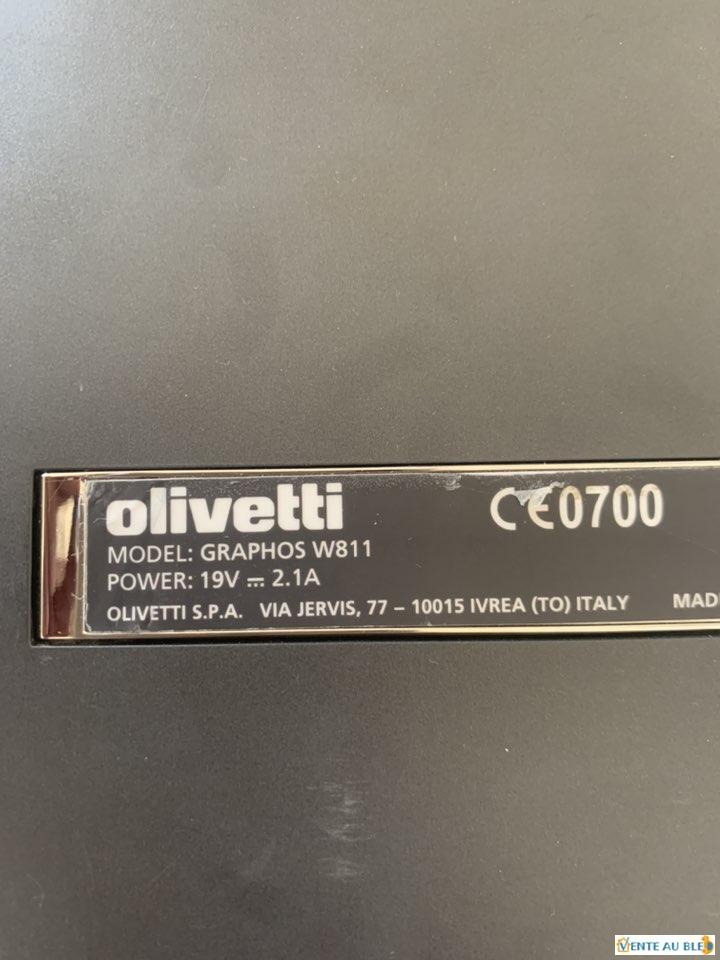 olivetti
CE0700
MODEL: GRAPHOS W811
POWER: 19V ⎓ 2.1A
OLIVETTI S.P.A. VIA JERVIS, 77 – 10015 IVREA (TO) ITALY
VENTE AU